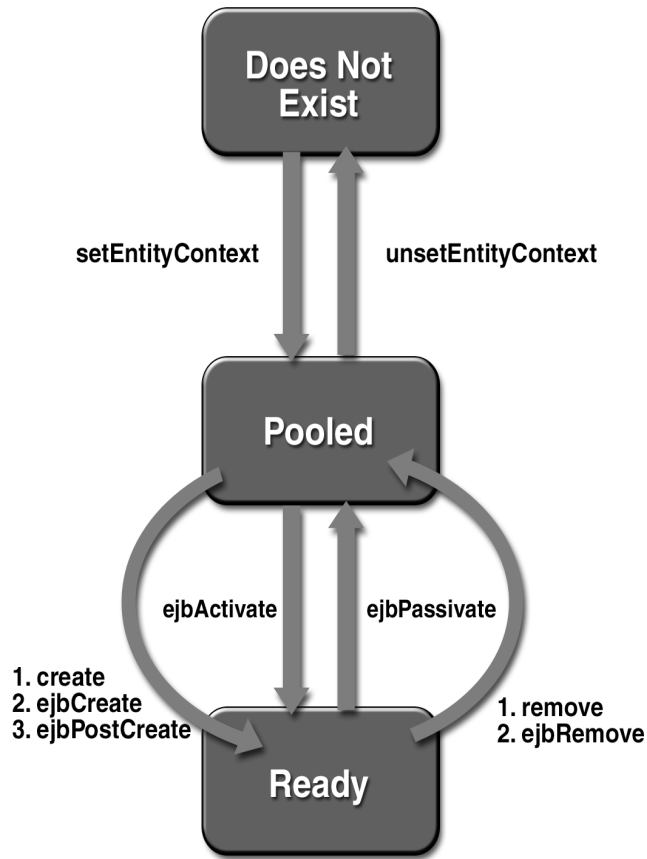 Does Not
Exist
setEntityContext
unsetEntityContext
Pooled
ejbActivate
ejbPassivate
1. create
2. ejbCreate
3. ejbPostCreate
1. remove
2. ejbRemove
Ready